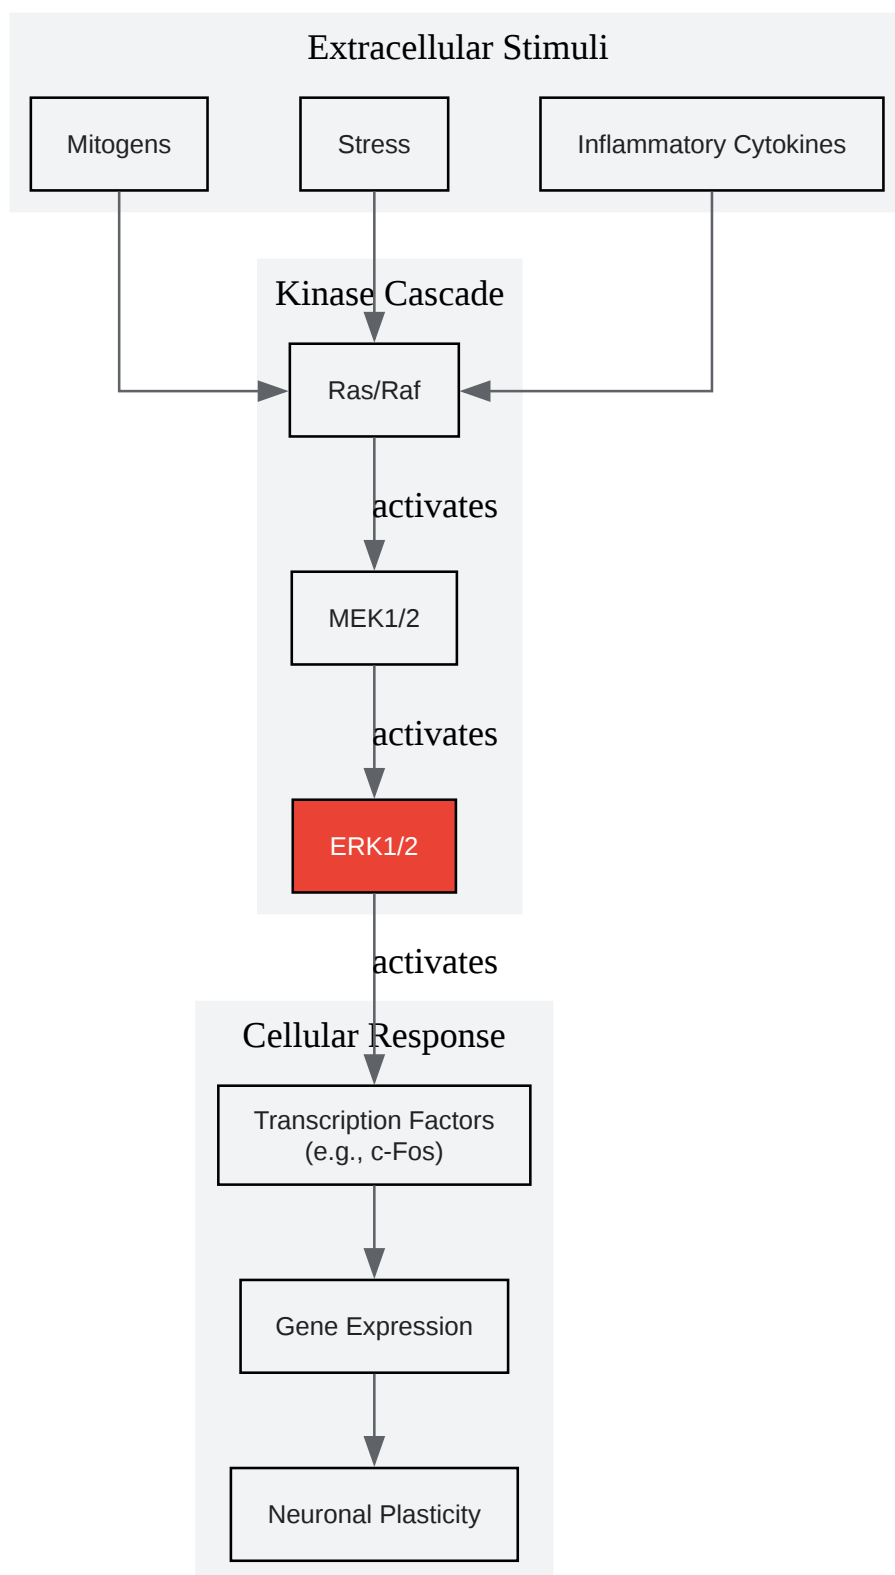 Extracellular Stimuli
Mitogens
Stress
Inflammatory Cytokines
Kinase Cascade
Ras/Raf
activates
MEK1/2
activates
ERK1/2
activates
Cellular Response
Transcription Factors
(e.g., c-Fos)
Gene Expression
Neuronal Plasticity